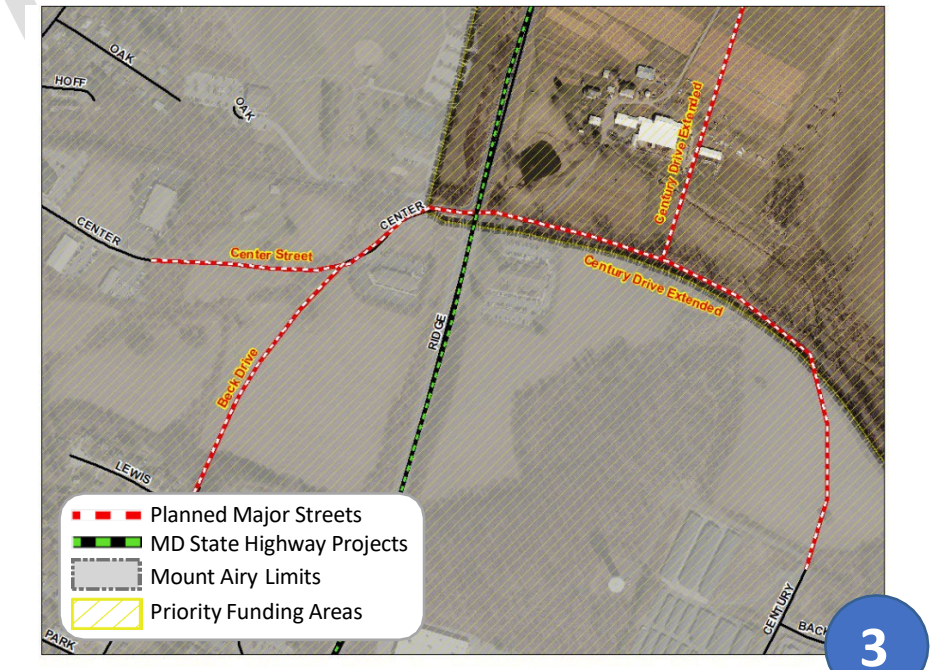 OAK
HOFF
OAK
Century Drive Extended
CENTER
CENTER
Center Street
Century Drive Extended
RIDGE
Beck Drive
LEWIS
Planned Major Streets
MD State Highway Projects
Mount Airy Limits
Priority Funding Areas
CENTURY
BACH
PARK
3